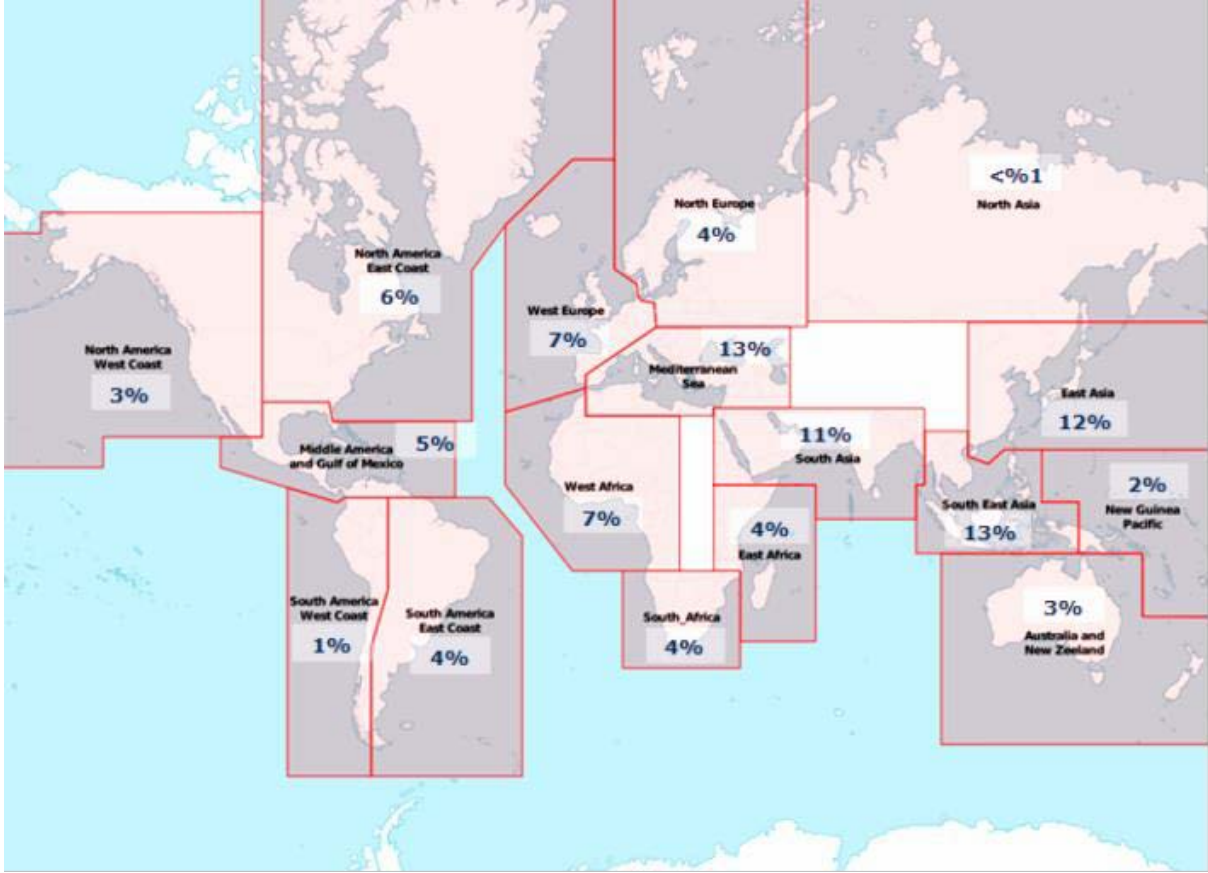 <%1
North Asia
North Europe
4%
North America
East Coast
6%
West Europe
7%
13%
Mediterranean
Sea
North America
West Coast
3%
East Asia
12%
5%
Middle America
and Gulf of Mexico
11%
South Asia
West Africa
7%
4%
East Africa
South East Asia
13%
2%
New Guinea
Pacific
South America
West Coast
1%
South America
East Coast
4%
South_Africa
4%
3%
Australia and
New Zeeland